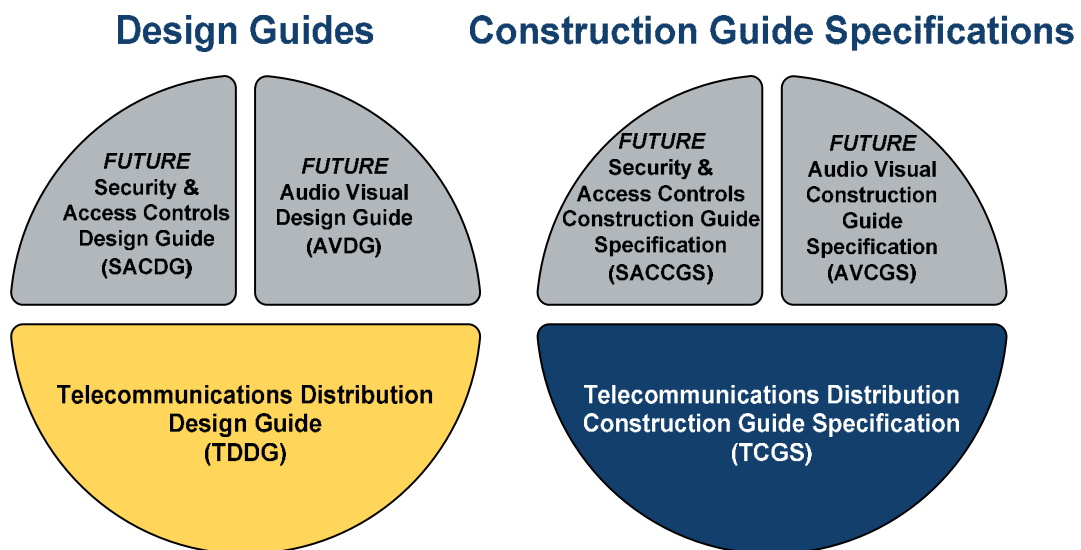 Design Guides
Construction Guide Specifications
FUTURE
Security &
Access Controls
Design Guide
(SACDG)
FUTURE
Audio Visual
Design Guide
(AVDG)
FUTURE
Security &
Access Controls
Construction Guide
Specification
(SACCGS)
FUTURE
Audio Visual
Construction
Guide
Specification
(AVCGS)
Telecommunications Distribution
Design Guide
(TDDG)
Telecommunications Distribution
Construction Guide Specification
(TCGS)